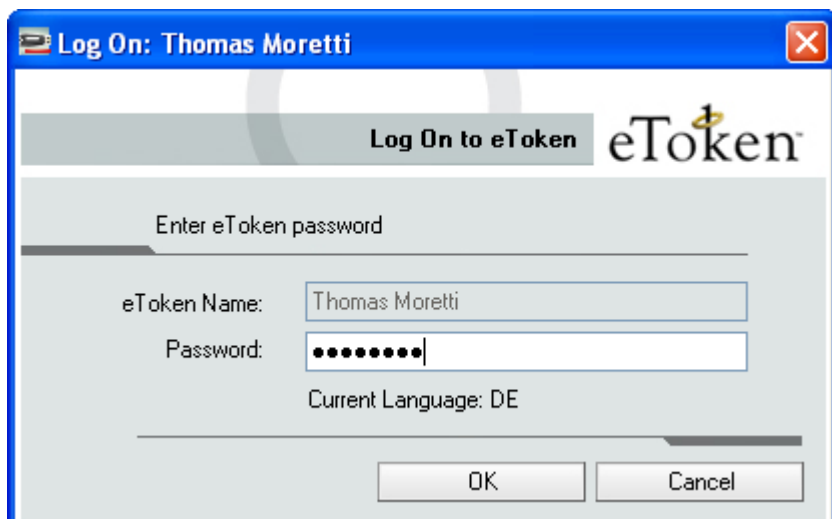 Log On: Thomas Moretti
Log On to eToken
eToken™
Enter eToken password
eToken Name: Thomas Moretti
Password: ••••••••
Current Language: DE
OK Cancel